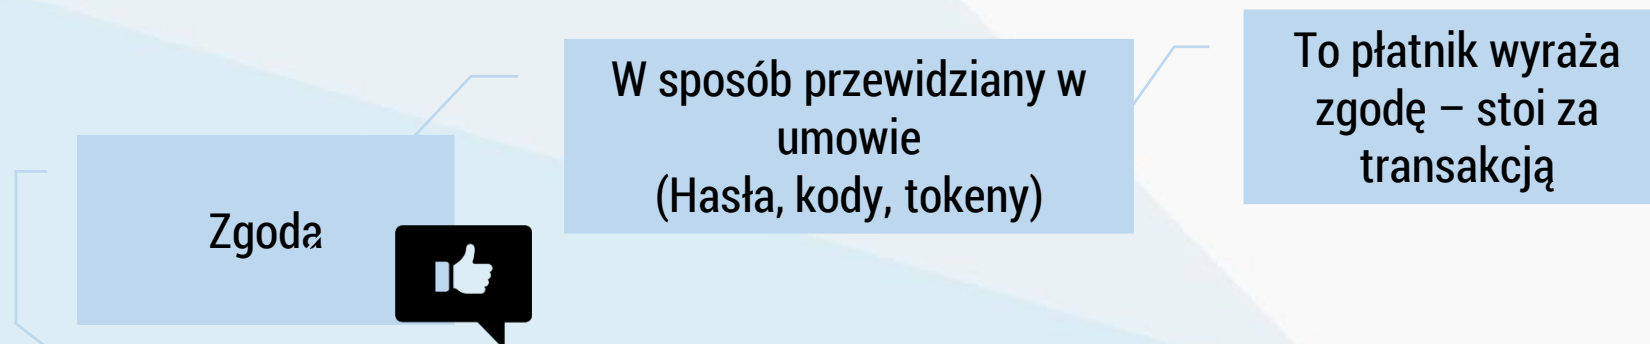 Zgoda
W sposób przewidziany w
umowie
(Hasła, kody, tokeny)
To płatnik wyraża
zgodę – stoi za
transakcją